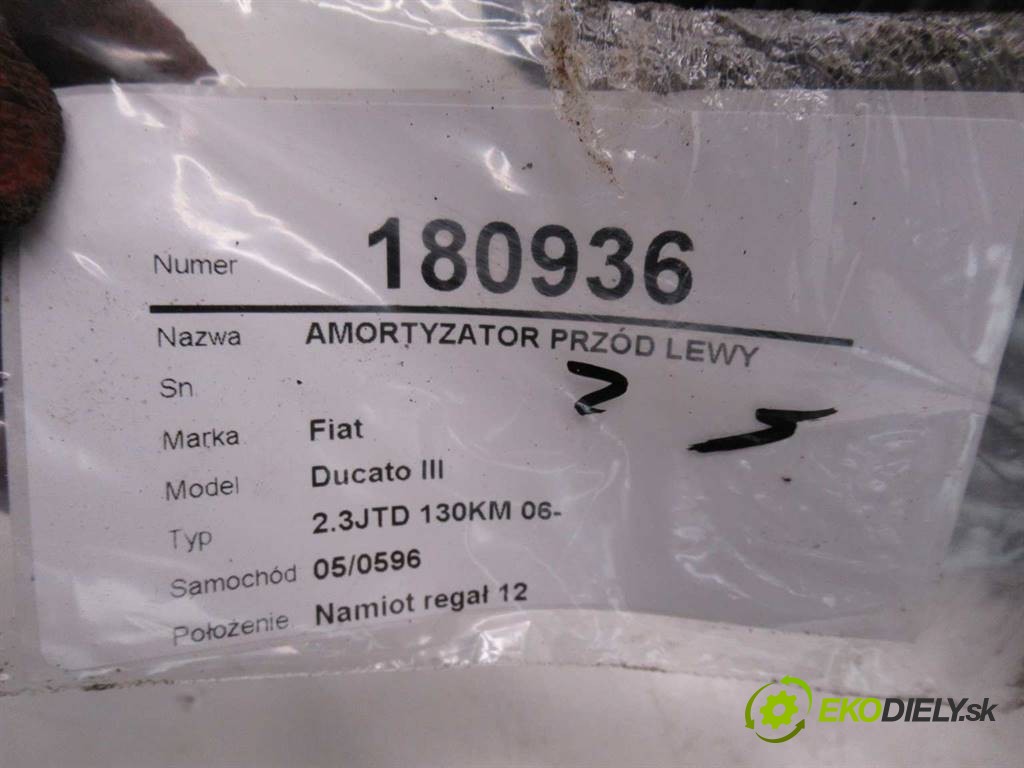 Numer 180936
Nazwa AMORTYZATOR PRZÓD LEWY
Sn.
Marka Fiat
Model Ducato III
Typ 2.3JTD 130KM 06-
Samochód 05/0596
Położenie Namiot regał 12
EKODIELY.sk